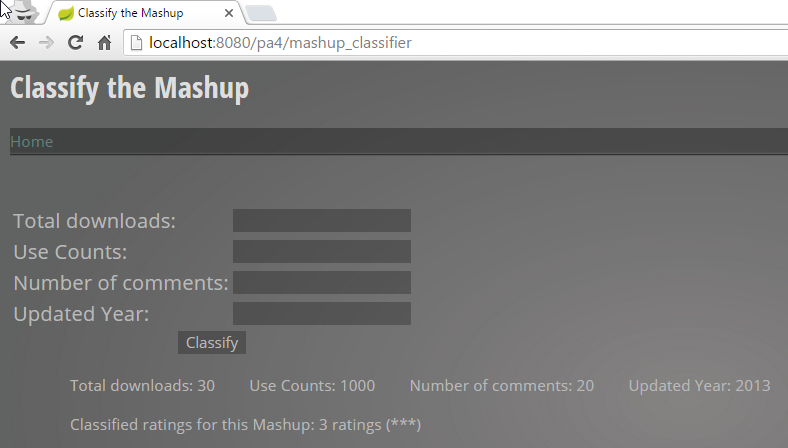 Classify the Mashup
localhost:8080/pa4/mashup_classifier
Classify the Mashup
Home
Total downloads:
Use Counts:
Number of comments:
Updated Year:
Classify
Total downloads: 30 Use Counts: 1000 Number of comments: 20 Updated Year: 2013
Classified ratings for this Mashup: 3 ratings (***)